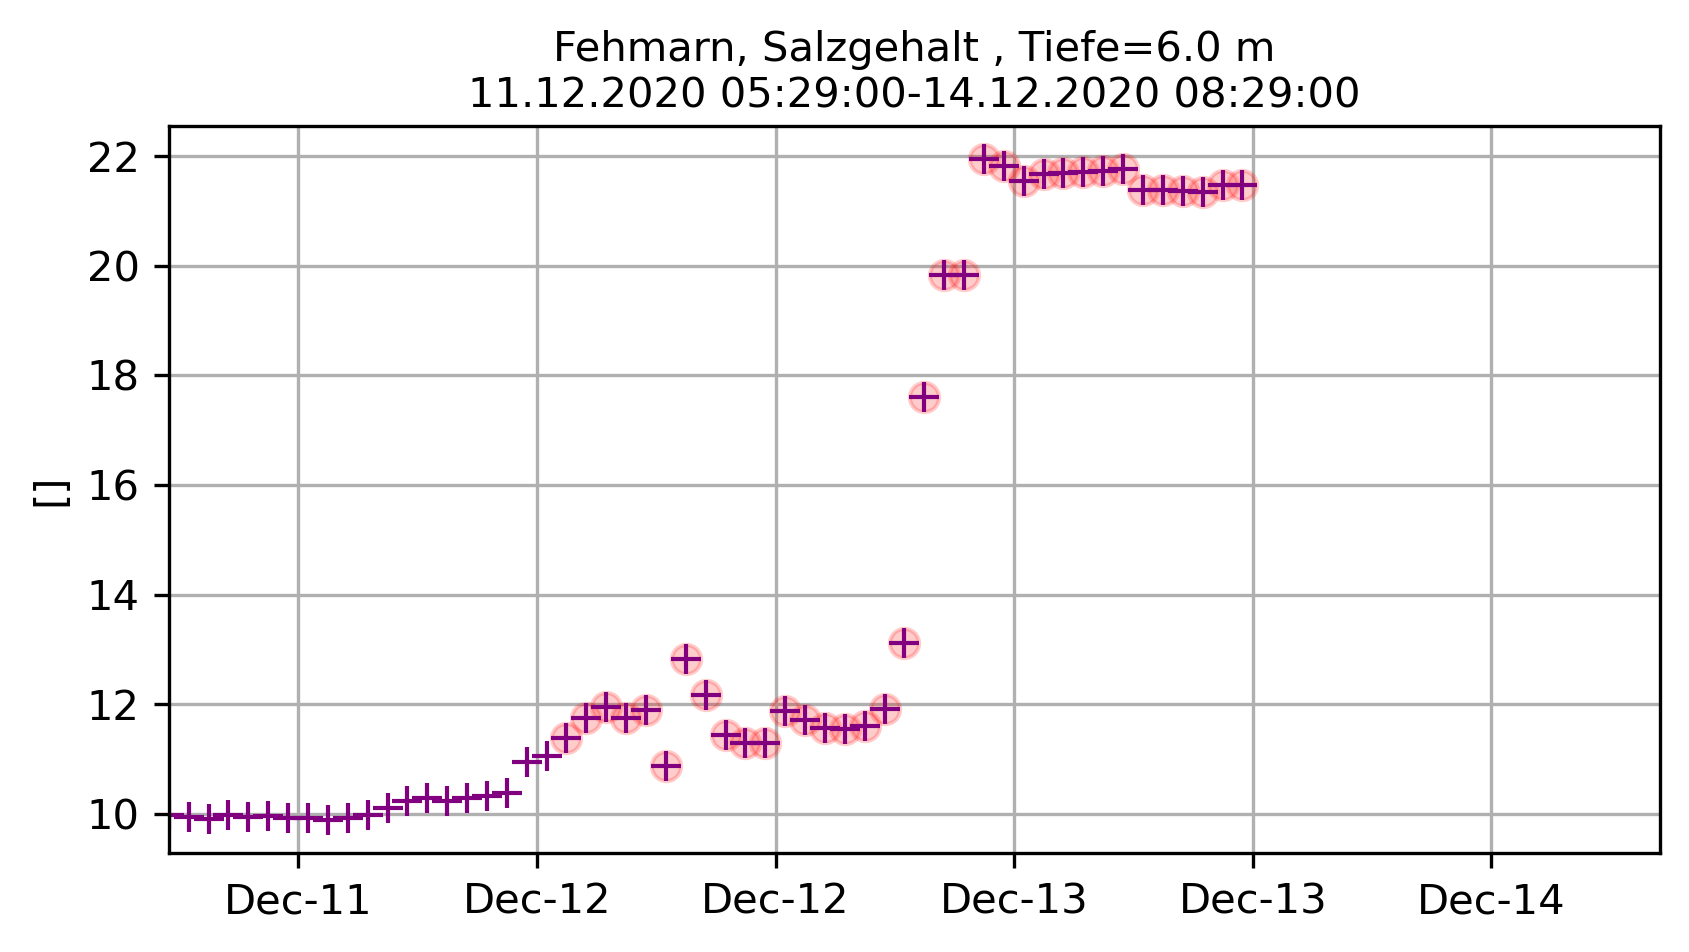 Fehmarn, Salzgehalt , Tiefe=6.0 m
11.12.2020 05:29:00-14.12.2020 08:29:00
22
20
18
16
14
12
10
[]
Dec-11 Dec-12 Dec-12 Dec-13 Dec-13 Dec-14